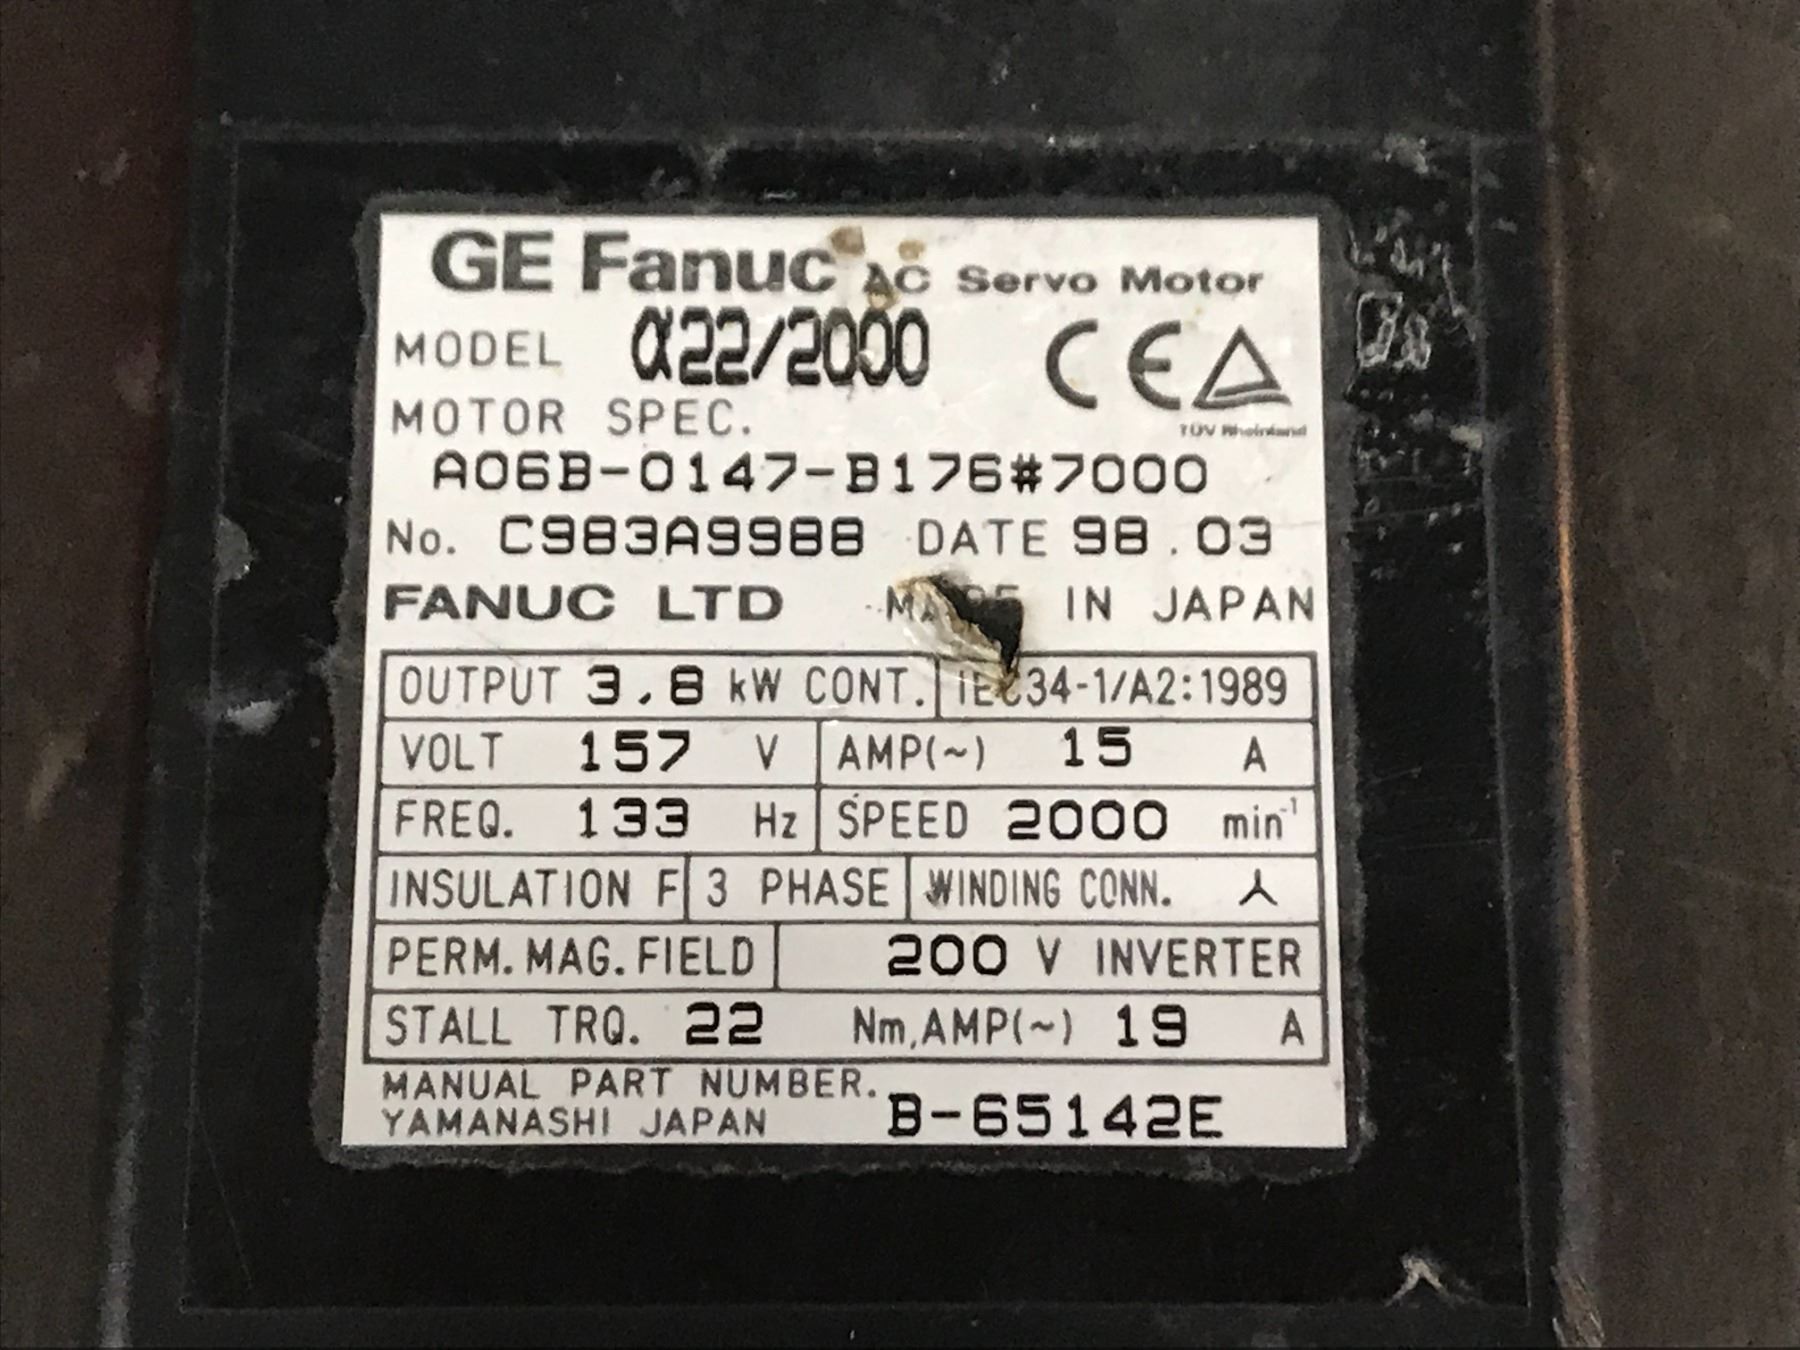 GE Fanuc AC Servo Motor
MODEL α22/2000 CE
TÜV Rheinland
MOTOR SPEC.
A06B-0147-B176#7000
No. C983A9988 DATE 98.03
FANUC LTD MADE IN JAPAN
OUTPUT 3.8 kW CONT. IEC34-1/A2:1989
VOLT 157 V AMP(~) 15 A
FREQ. 133 Hz SPEED 2000 min⁻¹
INSULATION F 3 PHASE WINDING CONN.
PERM.MAG.FIELD 200 V INVERTER
STALL TRQ. 22 Nm,AMP(~) 19 A
MANUAL PART NUMBER.
YAMANASHI JAPAN B-65142E